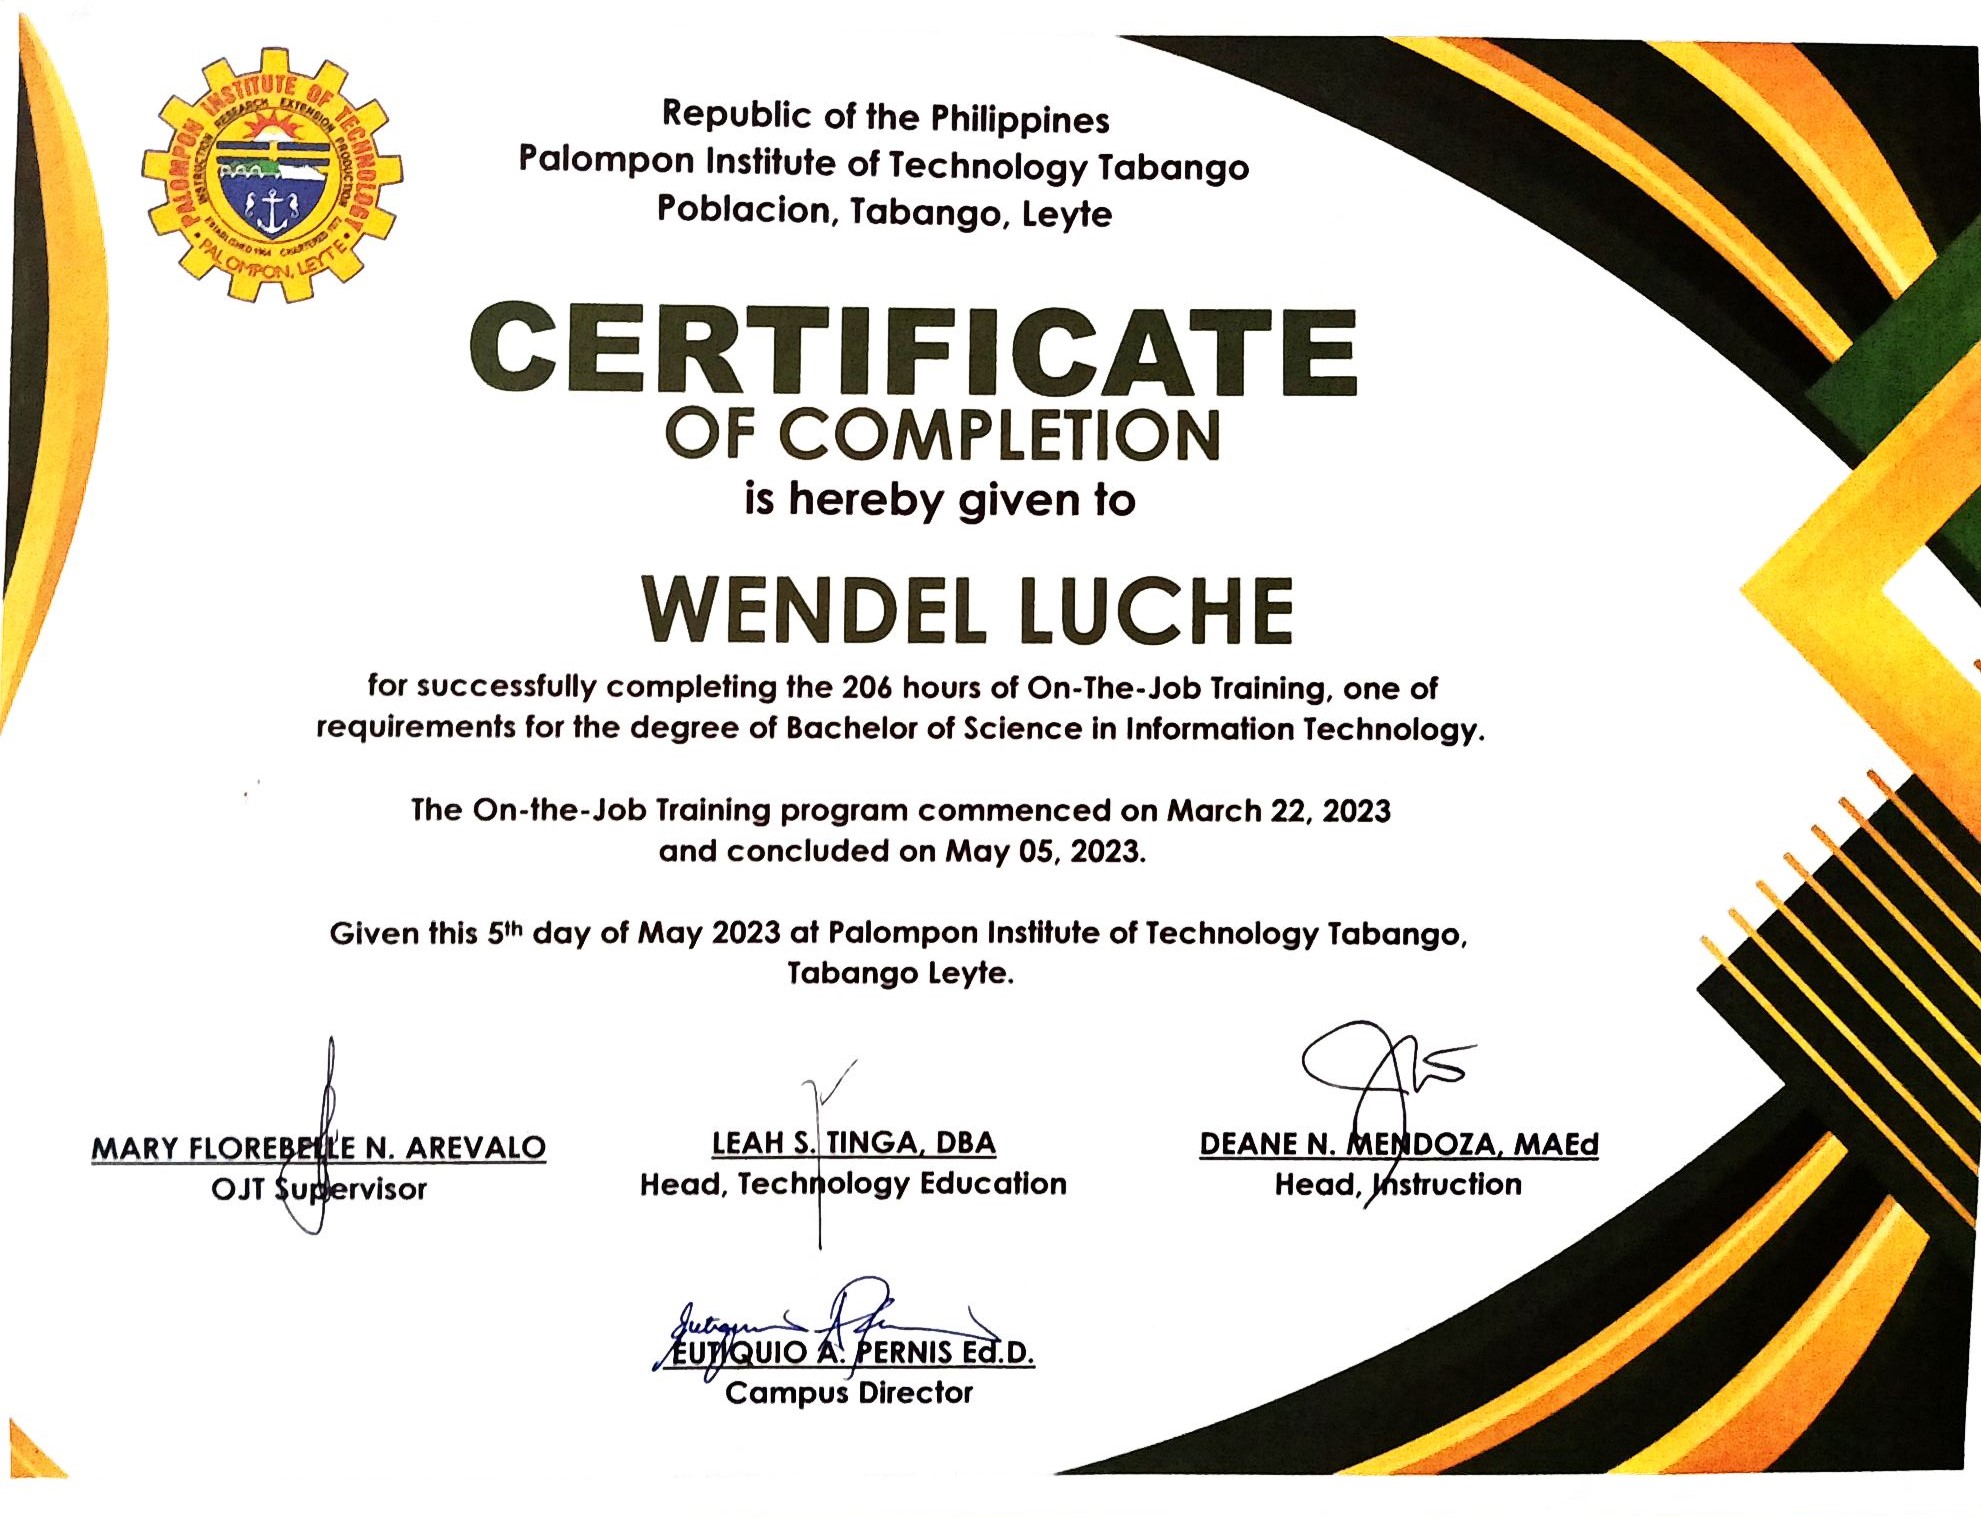 PALOMPON INSTITUTE OF TECHNOLOGY
INSTRUCTION RESEARCH EXTENSION PRODUCTION
ESTABLISHED 1964 CHARTERED
PALOMPON, LEYTE
Republic of the Philippines
Palompon Institute of Technology Tabango
Poblacion, Tabango, Leyte
CERTIFICATE
OF COMPLETION
is hereby given to
WENDEL LUCHE
for successfully completing the 206 hours of On-The-Job Training, one of
requirements for the degree of Bachelor of Science in Information Technology.
The On-the-Job Training program commenced on March 22, 2023
and concluded on May 05, 2023.
Given this 5th day of May 2023 at Palompon Institute of Technology Tabango,
Tabango Leyte.
MARY FLOREBELLE N. AREVALO
OJT Supervisor
LEAH S. TINGA, DBA
Head, Technology Education
DEANE N. MENDOZA, MAEd
Head, Instruction
EUTIQUIO A. PERNIS Ed.D.
Campus Director